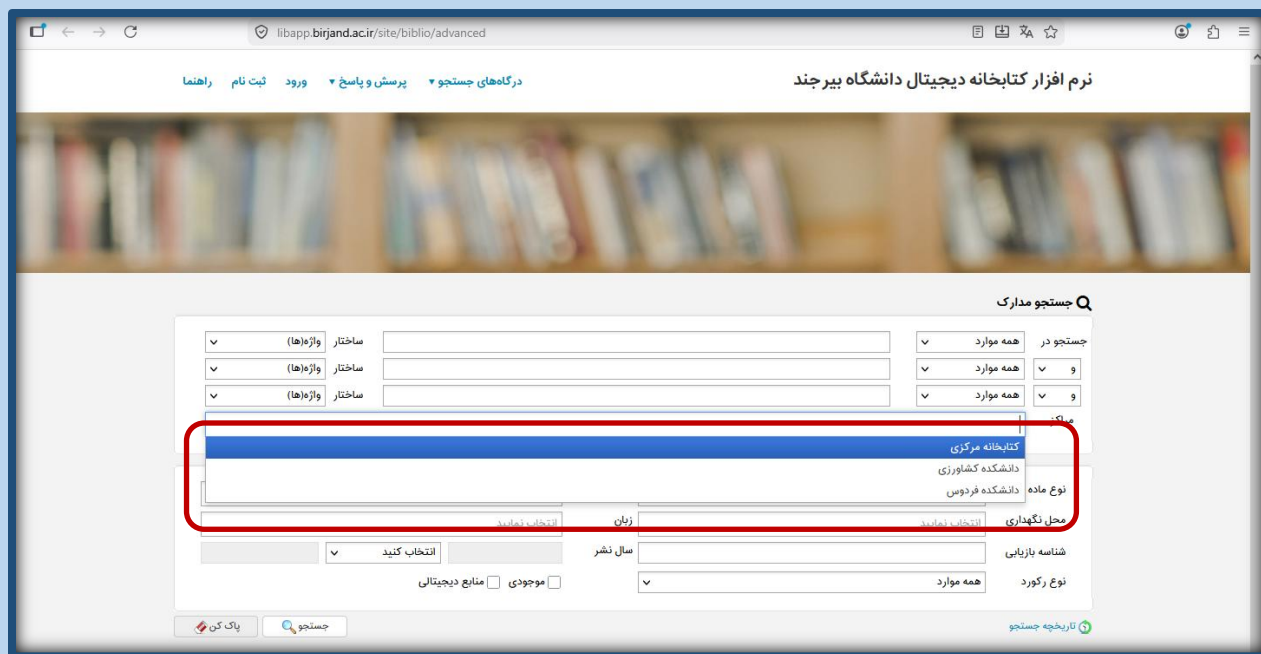 libapp.birjand.ac.ir/site/biblio/advanced
نرم افزار کتابخانه دیجیتال دانشگاه بیرجند
درگاه‌های جستجو پرسش و پاسخ ورود ثبت نام راهنما
جستجو مدارک
جستجو در همه موارد ساختار واژه(ها)
و همه موارد ساختار واژه(ها)
و همه موارد ساختار واژه(ها)
مراکز
کتابخانه مرکزی
دانشکده کشاورزی
نوع ماده دانشکده فردوس
محل نگهداری انتخاب نمایید زبان انتخاب نمایید
شناسه بازیابی سال نشر انتخاب کنید
نوع رکورد همه موارد موجودی منابع دیجیتالی
تاریخچه جستجو جستجو پاک کن